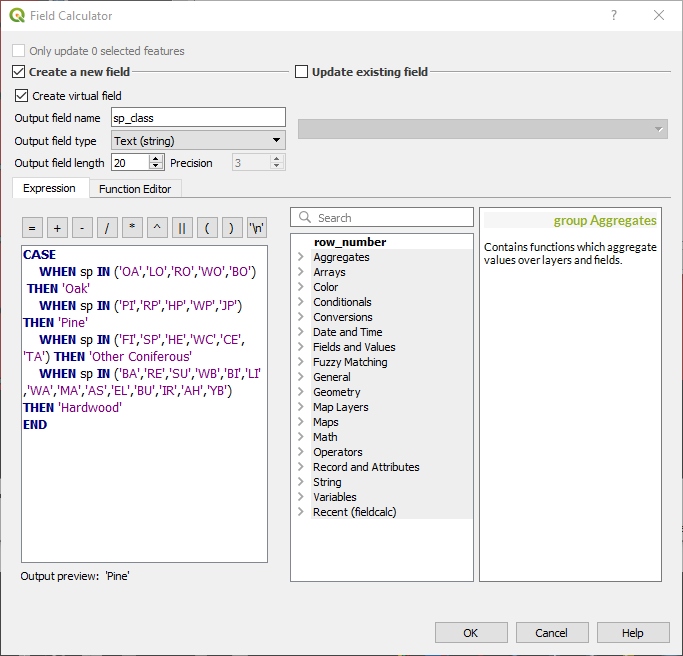 Field Calculator
?
Only update 0 selected features
Create a new field
Update existing field
Create virtual field
Output field name
sp_class
Output field type
Text (string)
Output field length
20
Precision
3
Expression
Function Editor
= + - / * ^ || ( ) '\n'
CASE
WHEN sp IN ('OA','LO','RO','WO','BO')
THEN 'Oak'
WHEN sp IN ('PI','RP','HP','WP','JP')
THEN 'Pine'
WHEN sp IN ('FI','SP','HE','WC','CE',
'TA') THEN 'Other Coniferous'
WHEN sp IN ('BA','RE','SU','WB','BI','LI'
,'WA','MA','AS','EL','BU','IR','AH','YB')
THEN 'Hardwood'
END
Output preview: 'Pine'
Search
row_number
Aggregates
Arrays
Color
Conditionals
Conversions
Date and Time
Fields and Values
Fuzzy Matching
General
Geometry
Map Layers
Maps
Math
Operators
Record and Attributes
String
Variables
Recent (fieldcalc)
group Aggregates
Contains functions which aggregate
values over layers and fields.
OK
Cancel
Help